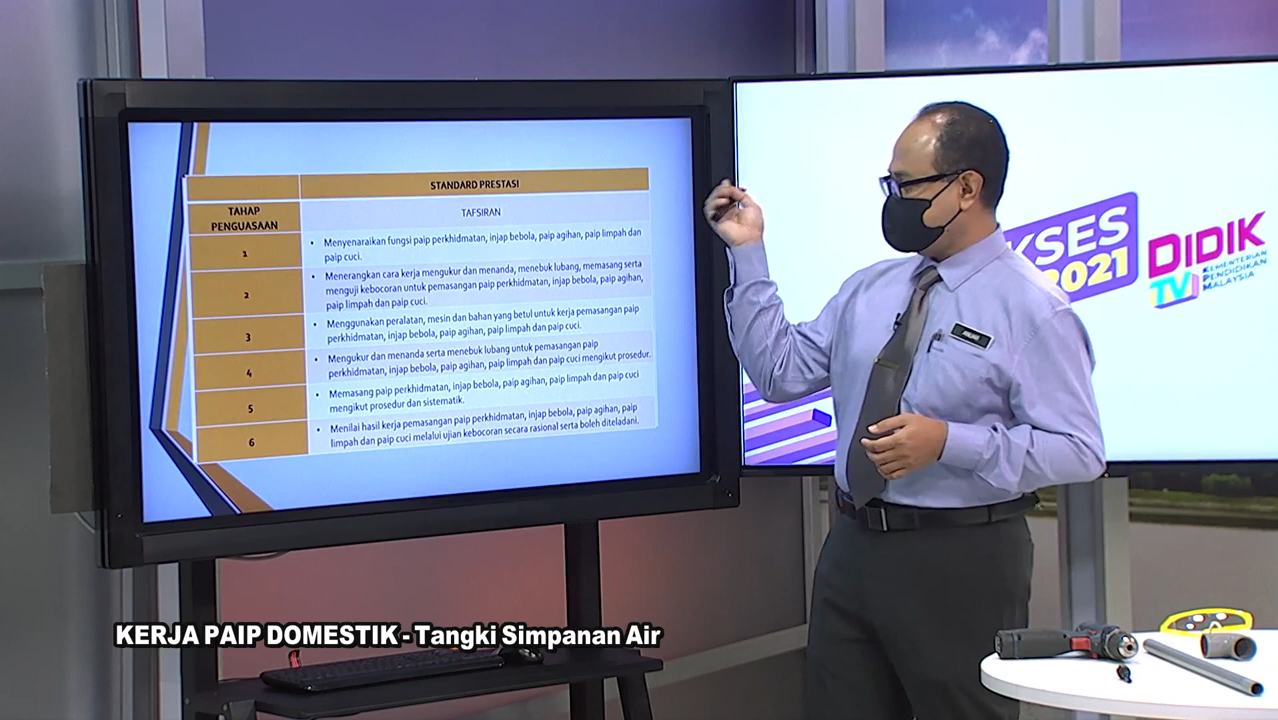 STANDARD PRESTASI
TAHAP
PENGUASAAN
TAFSIRAN
1
• Menyenaraikan fungsi paip perkhidmatan, injap bebola, paip agihan, paip limpah dan
paip cuci.
2
• Menerangkan cara kerja mengukur dan menanda, menebuk lubang, memasang serta
menguji kebocoran untuk pemasangan paip perkhidmatan, injap bebola, paip agihan,
paip limpah dan paip cuci.
3
• Menggunakan peralatan, mesin dan bahan yang betul untuk kerja pemasangan paip
perkhidmatan, injap bebola, paip agihan, paip limpah dan paip cuci.
4
• Mengukur dan menanda serta menebuk lubang untuk pemasangan paip
perkhidmatan, injap bebola, paip agihan, paip limpah dan paip cuci mengikut prosedur.
5
• Memasang paip perkhidmatan, injap bebola, paip agihan, paip limpah dan paip cuci
mengikut prosedur dan sistematik.
6
• Menilai hasil kerja pemasangan paip perkhidmatan, injap bebola, paip agihan, paip
limpah dan paip cuci melalui ujian kebocoran secara rasional serta boleh diteladani.
KSES
2021
DIDIK
TV
KEMENTERIAN
PENDIDIKAN
MALAYSIA
KERJA PAIP DOMESTIK - Tangki Simpanan Air